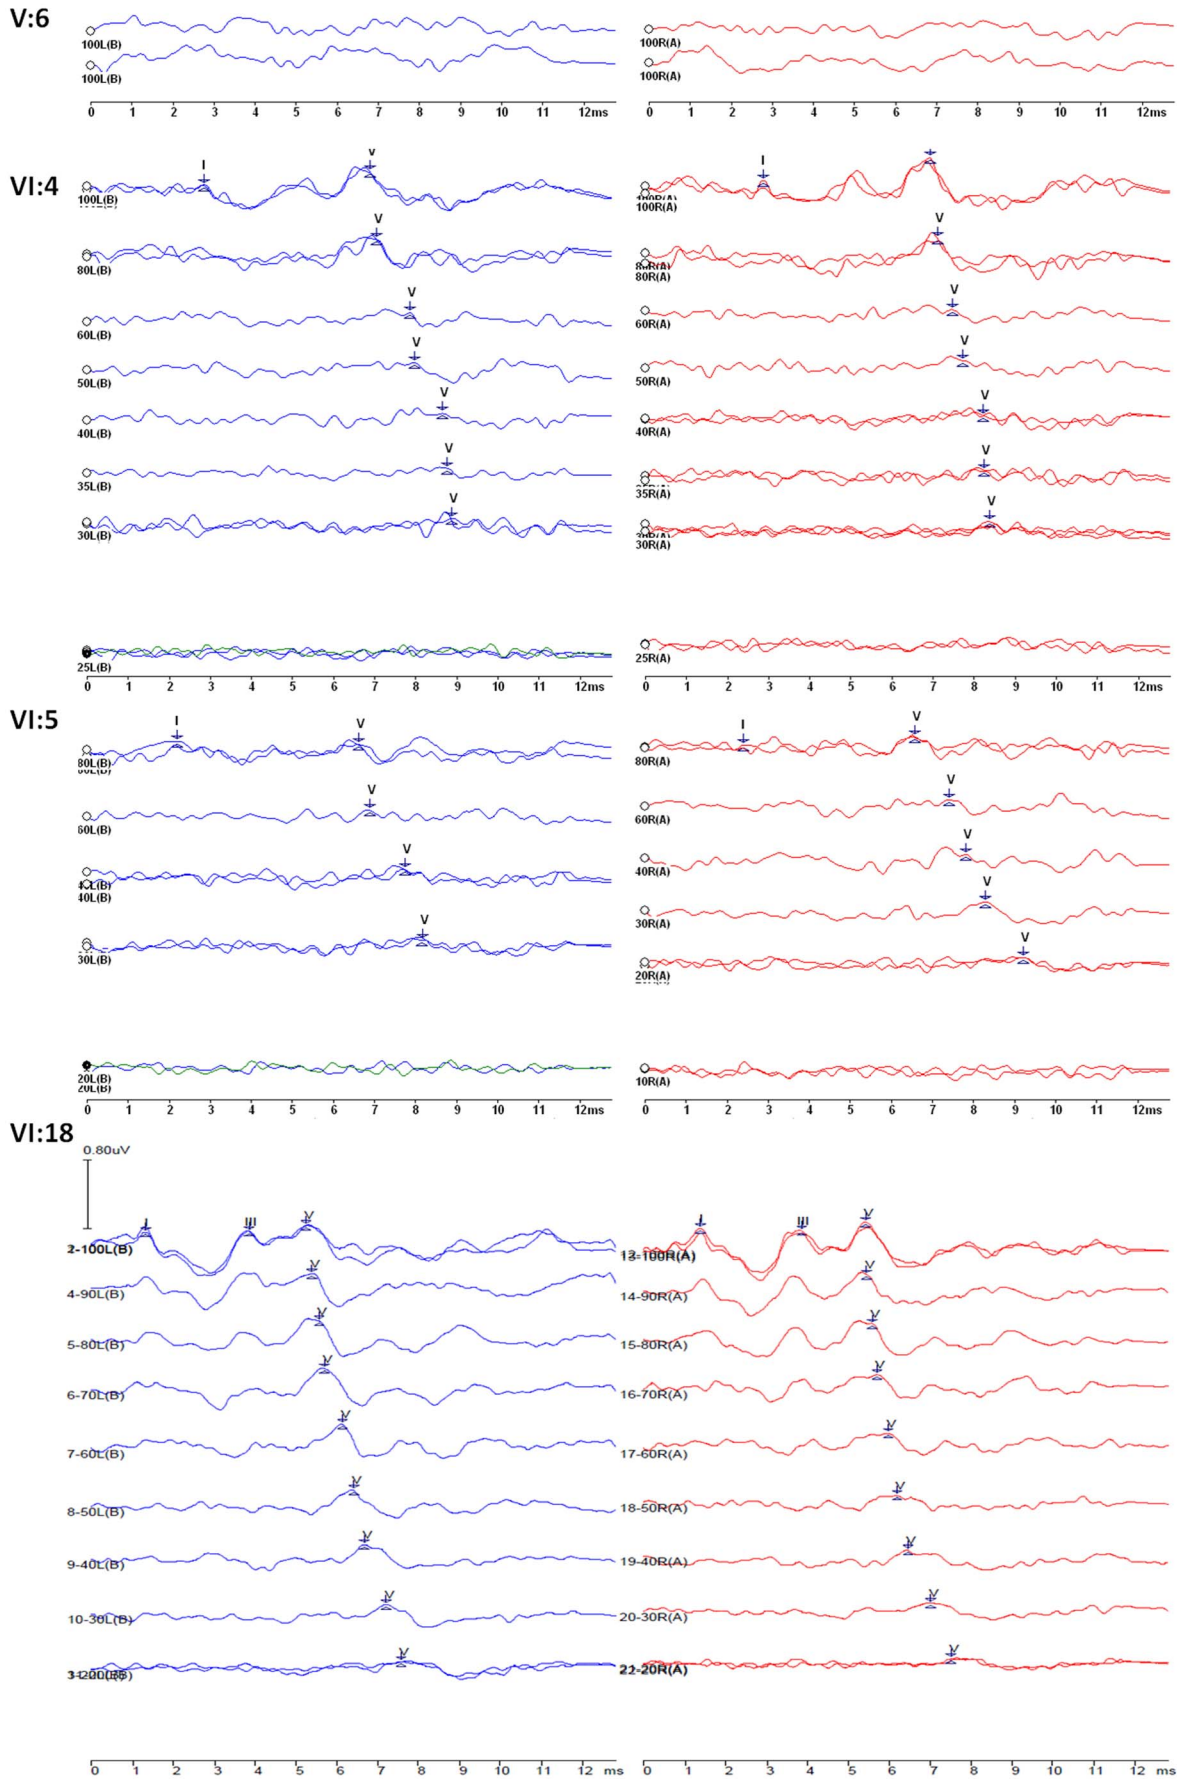 V:6
100L(B) 100R(A)
100L(B) 100R(A)
0 1 2 3 4 5 6 7 8 9 10 11 12ms 0 1 2 3 4 5 6 7 8 9 10 11 12ms
VI:4
I V I
100L(B) 100R(A)
V V
80L(B) 80R(A)
V V
60L(B) 60R(A)
V V
50L(B) 50R(A)
V V
40L(B) 40R(A)
V V
35L(B) 35R(A)
V V
30L(B) 30R(A)
25L(B) 25R(A)
0 1 2 3 4 5 6 7 8 9 10 11 12ms 0 1 2 3 4 5 6 7 8 9 10 11 12ms
VI:5
I V I V
80L(B) 80R(A)
V V
60L(B) 60R(A)
V V
40L(B) 40R(A)
V V
30L(B) 30R(A)
V
20R(A)
20L(B) 10R(A)
0 1 2 3 4 5 6 7 8 9 10 11 12ms 0 1 2 3 4 5 6 7 8 9 10 11 12ms
VI:18
0.80uV
I III V I III V
V V
4-90L(B) 14-90R(A)
V V
5-80L(B) 15-80R(A)
V V
6-70L(B) 16-70R(A)
V V
7-60L(B) 17-60R(A)
V V
8-50L(B) 18-50R(A)
V V
9-40L(B) 19-40R(A)
V V
10-30L(B) 20-30R(A)
V V
0 1 2 3 4 5 6 7 8 9 10 11 12 ms 0 1 2 3 4 5 6 7 8 9 10 11 12 ms